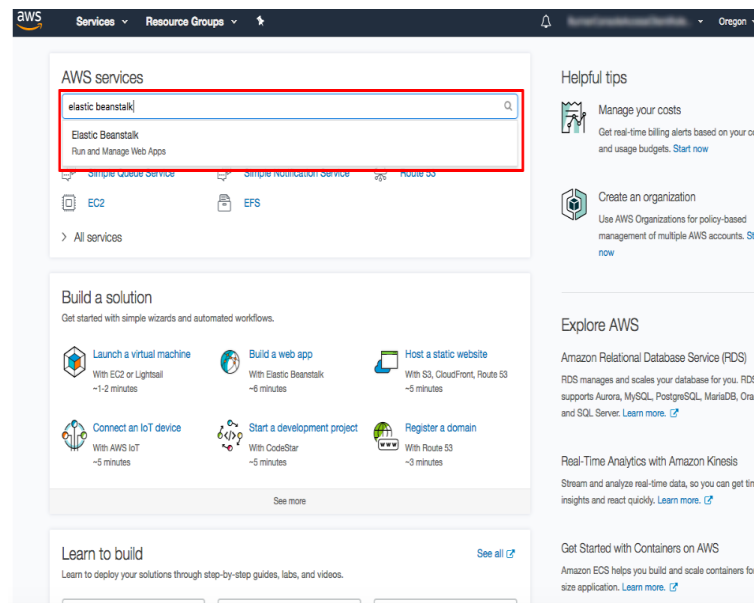 aws
Services
Resource Groups
Oregon
AWS services
elastic beanstalk
Elastic Beanstalk
Run and Manage Web Apps
Simple Queue Service
Simple Notification Service
Route 53
EC2
EFS
All services
Build a solution
Get started with simple wizards and automated workflows.
Launch a virtual machine
With EC2 or Lightsail
~1-2 minutes
Build a web app
With Elastic Beanstalk
~6 minutes
Host a static website
With S3, CloudFront, Route 53
~5 minutes
Connect an IoT device
With AWS IoT
~5 minutes
Start a development project
With CodeStar
~5 minutes
Register a domain
With Route 53
~3 minutes
See more
Learn to build
See all
Learn to deploy your solutions through step-by-step guides, labs, and videos.
Helpful tips
Manage your costs
Get real-time billing alerts based on your co
and usage budgets. Start now
Create an organization
Use AWS Organizations for policy-based
management of multiple AWS accounts. St
now
Explore AWS
Amazon Relational Database Service (RDS)
RDS manages and scales your database for you. RDS
supports Aurora, MySQL, PostgreSQL, MariaDB, Ora
and SQL Server. Learn more.
Real-Time Analytics with Amazon Kinesis
Stream and analyze real-time data, so you can get tim
insights and react quickly. Learn more.
Get Started with Containers on AWS
Amazon ECS helps you build and scale containers for
size application. Learn more.